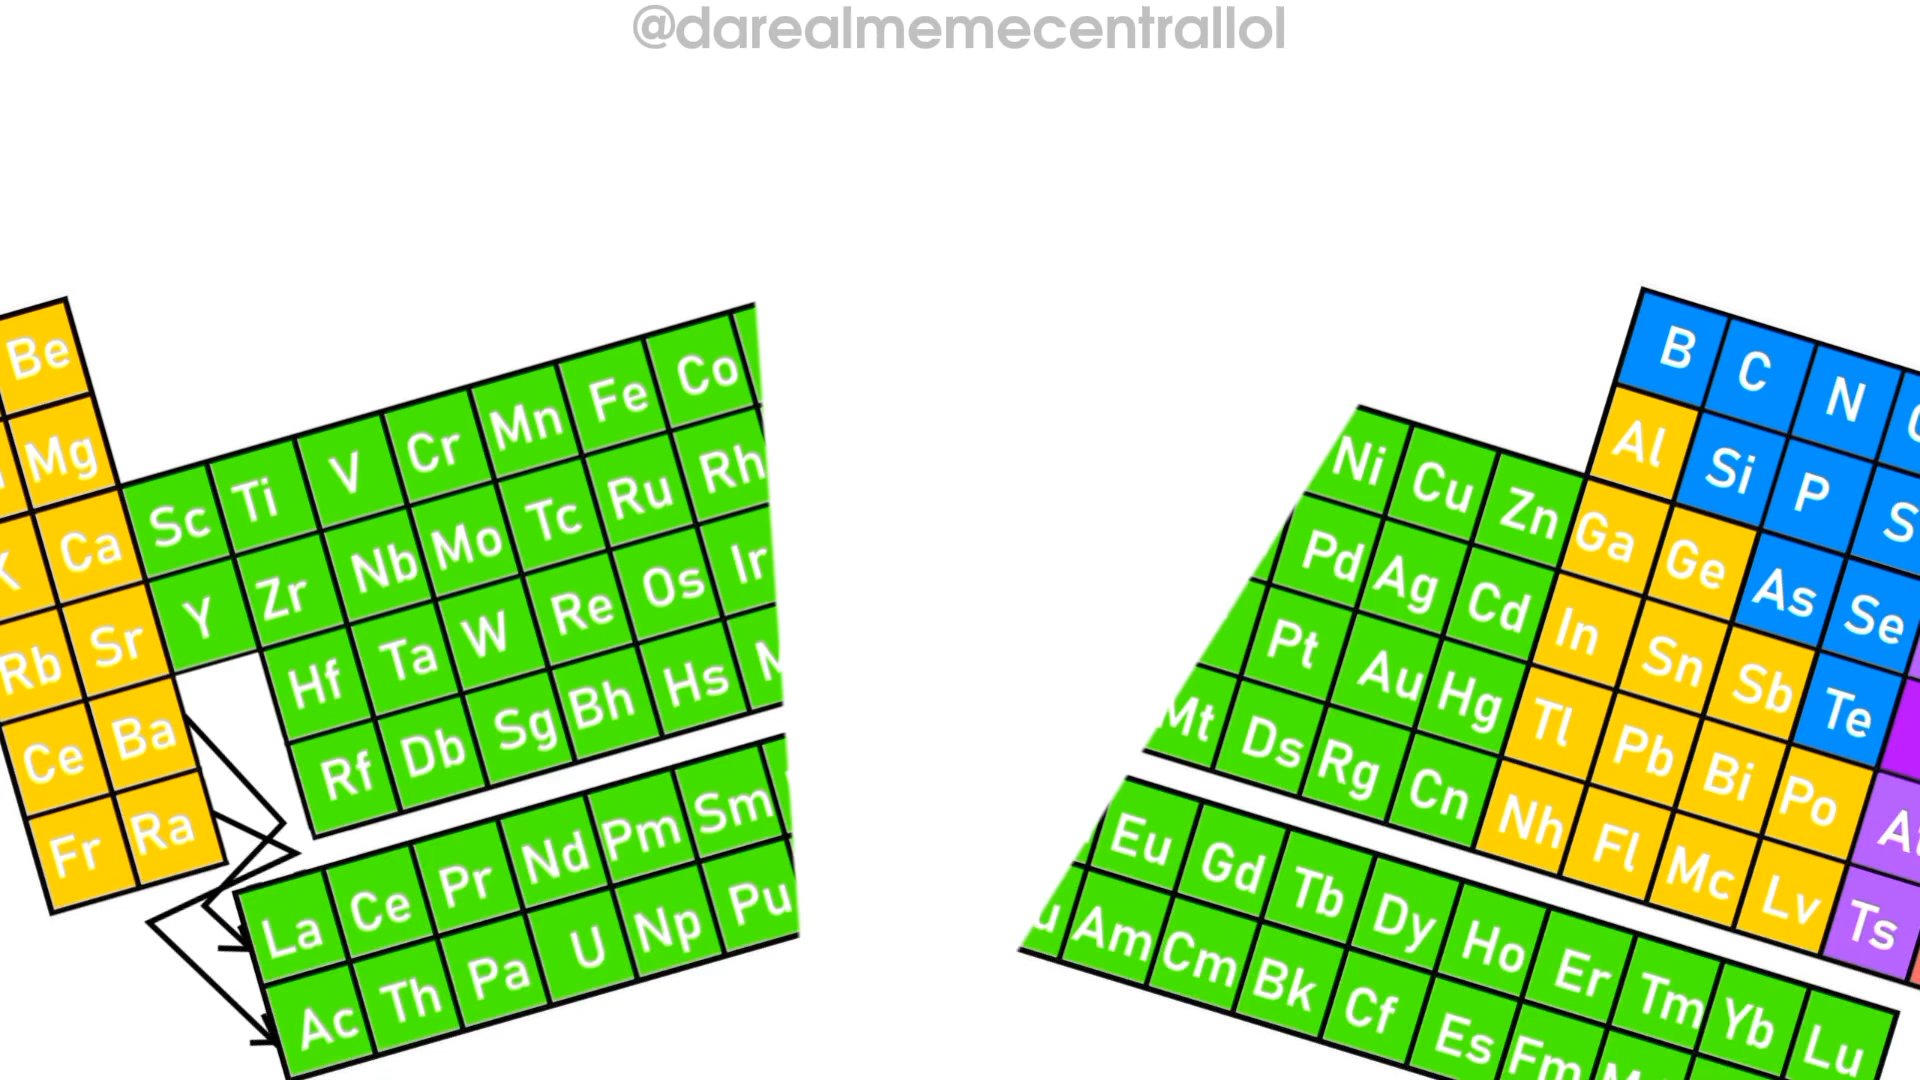 @darealmemecentrallol
Be
Mg
K Ca Sc Ti V Cr Mn Fe Co
Rb Sr Y Zr Nb Mo Tc Ru Rh
Ce Ba Hf Ta W Re Os Ir
Fr Ra Rf Db Sg Bh Hs M
La Ce Pr Nd Pm Sm
Ac Th Pa U Np Pu
B C N
Al Si P S
Ni Cu Zn Ga Ge As Se
Pd Ag Cd In Sn Sb Te
Pt Au Hg Tl Pb Bi Po At
Mt Ds Rg Cn Nh Fl Mc Lv Ts
Eu Gd Tb Dy Ho Er Tm Yb Lu
u Am Cm Bk Cf Es Fm